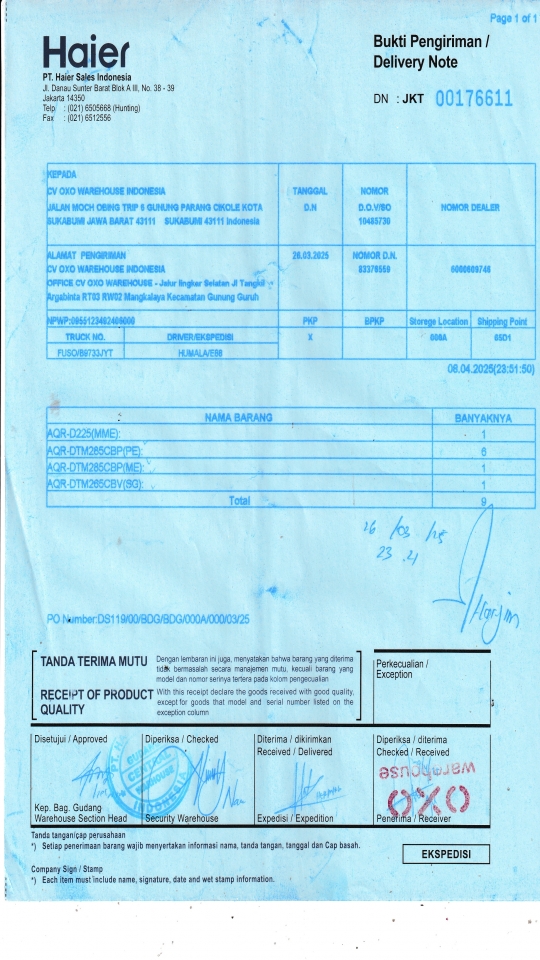 Page 1 of 1
Haier
PT. Haier Sales Indonesia
Jl. Danau Sunter Barat Blok A III, No. 38 - 39
Jakarta 14350
Telp : (021) 6505668 (Hunting)
Fax : (021) 6512556
Bukti Pengiriman /
Delivery Note
DN : JKT 00176611
KEPADA
CV OXO WAREHOUSE INDONESIA
JALAN MOCH OBING TRIP 5 GUNUNG PARANG CIKOLE KOTA
SUKABUMI JAWA BARAT 43111 SUKABUMI 43111 Indonesia
TANGGAL
D.N
NOMOR
D.O./SO
10485730
NOMOR DEALER
ALAMAT PENGIRIMAN
CV OXO WAREHOUSE INDONESIA
OFFICE CV OXO WAREHOUSE - Jalur lingker Selatan Jl Tangkil
Argabinta RT03 RW02 Mangkalaya Kecamatan Gunung Guruh
26.03.2025
NOMOR D.N.
83376559
NPWP:
PKP
BPKP
Storege Location
Shipping Point
TRUCK NO.
DRIVER/EKSPEDISI
X
000A
65D1
FUSO/B9733JYT
HUMALA/E68
08.04.2025(23:51:50)
NAMA BARANG BANYAKNYA
AQR-D225(MME): 1
AQR-DTM285CBP(PE): 6
AQR-DTM285CBP(ME): 1
AQR-DTM265CBV(SG): 1
Total 9
26 /03 /25
23 . 21
Harjin
PO Number:DS119/00/BDG/BDG/000A/000/03/25
TANDA TERIMA MUTU
Dengan lembaran ini juga, menyatakan bahwa barang yang diterima
tidak bermasalah secara manajemen mutu, kecuali barang yang
model dan nomor serinya tertera pada kolom pengecualian
RECEIPT OF PRODUCT
QUALITY
With this receipt declare the goods received with good quality,
except for goods that model and serial number listed on the
exception column
Perkecualian /
Exception
Disetujui / Approved
Kep. Bag. Gudang
Warehouse Section Head
Diperiksa / Checked
Security Warehouse
Diterima / dikirimkan
Received / Delivered
Expedisi / Expedition
Diperiksa / diterima
Checked / Received
warehouse
OXO
Penerima / Receiver
Tanda tangan/cap perusahaan
*) Setiap penerimaan barang wajib menyertakan informasi nama, tanda tangan, tanggal dan Cap basah.
EKSPEDISI
Company Sign / Stamp
*) Each item must include name, signature, date and wet stamp information.